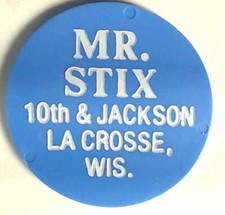 MR.
STIX
10th & JACKSON
LA CROSSE,
WIS.